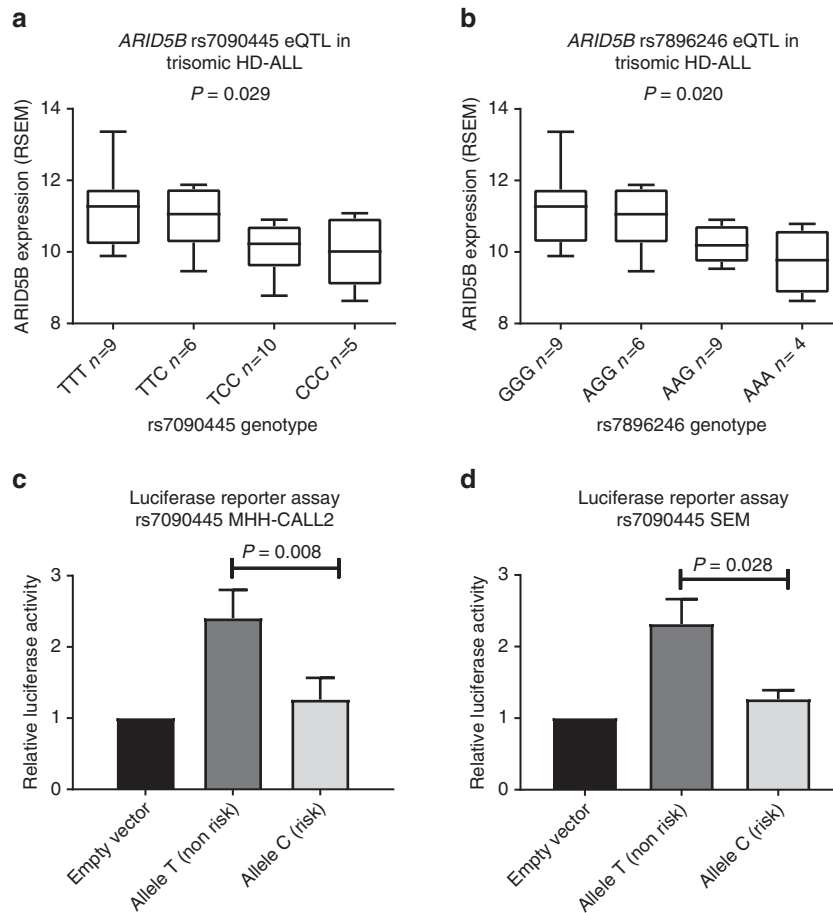 a
ARID5B rs7090445 eQTL in
trisomic HD-ALL
P = 0.029
ARID5B expression (RSEM)
14
12
10
8
TTT n=9
TTC n=6
TCC n=10
CCC n=5
rs7090445 genotype
b
ARID5B rs7896246 eQTL in
trisomic HD-ALL
P = 0.020
ARID5B expression (RSEM)
14
12
10
8
GGG n=9
AGG n=6
AAG n=9
AAA n= 4
rs7896246 genotype
c
Luciferase reporter assay
rs7090445 MHH-CALL2
P = 0.008
Relative luciferase activity
3
2
1
0
Empty vector
Allele T (non risk)
Allele C (risk)
d
Luciferase reporter assay
rs7090445 SEM
P = 0.028
Relative luciferase activity
3
2
1
0
Empty vector
Allele T (non risk)
Allele C (risk)